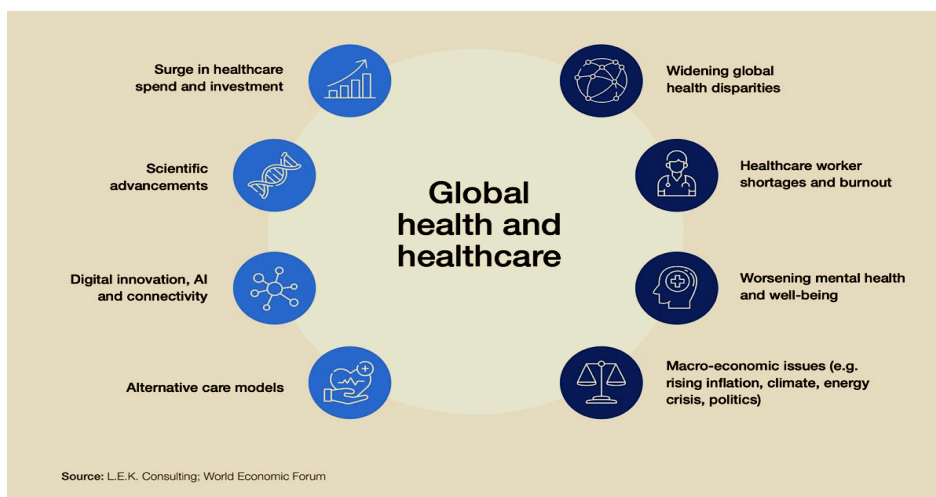 Global
health and
healthcare
Surge in healthcare
spend and investment
Scientific
advancements
Digital innovation, AI
and connectivity
Alternative care models
Widening global
health disparities
Healthcare worker
shortages and burnout
Worsening mental health
and well-being
Macro-economic issues (e.g.
rising inflation, climate, energy
crisis, politics)
Source: L.E.K. Consulting; World Economic Forum